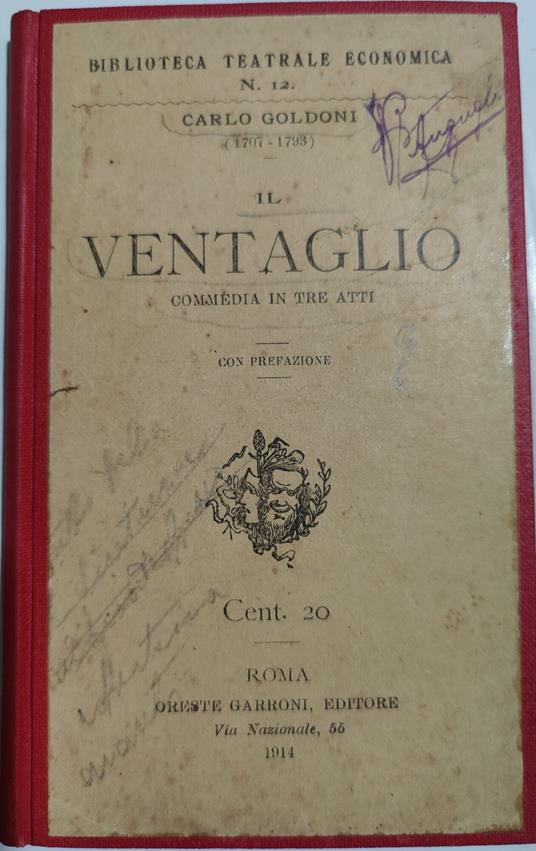 BIBLIOTECA TEATRALE ECONOMICA
N. 12.
CARLO GOLDONI
(1707-1793)
IL
VENTAGLIO
COMMEDIA IN TRE ATTI
CON PREFAZIONE
Cent. 20
ROMA
ORESTE GARRONI, EDITORE
Via Nazionale, 55
1914